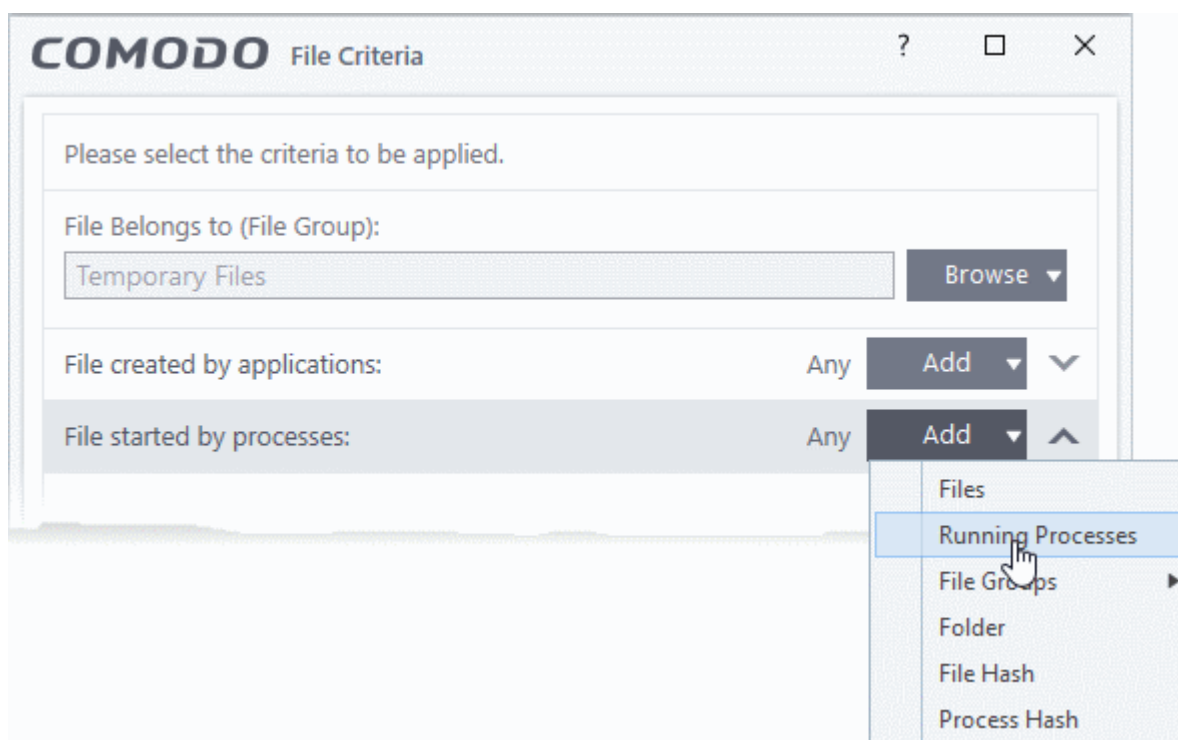 COMODO File Criteria ?
Please select the criteria to be applied.
File Belongs to (File Group):
Temporary Files Browse
File created by applications: Any Add
File started by processes: Any Add
Files
Running Processes
File Groups
Folder
File Hash
Process Hash